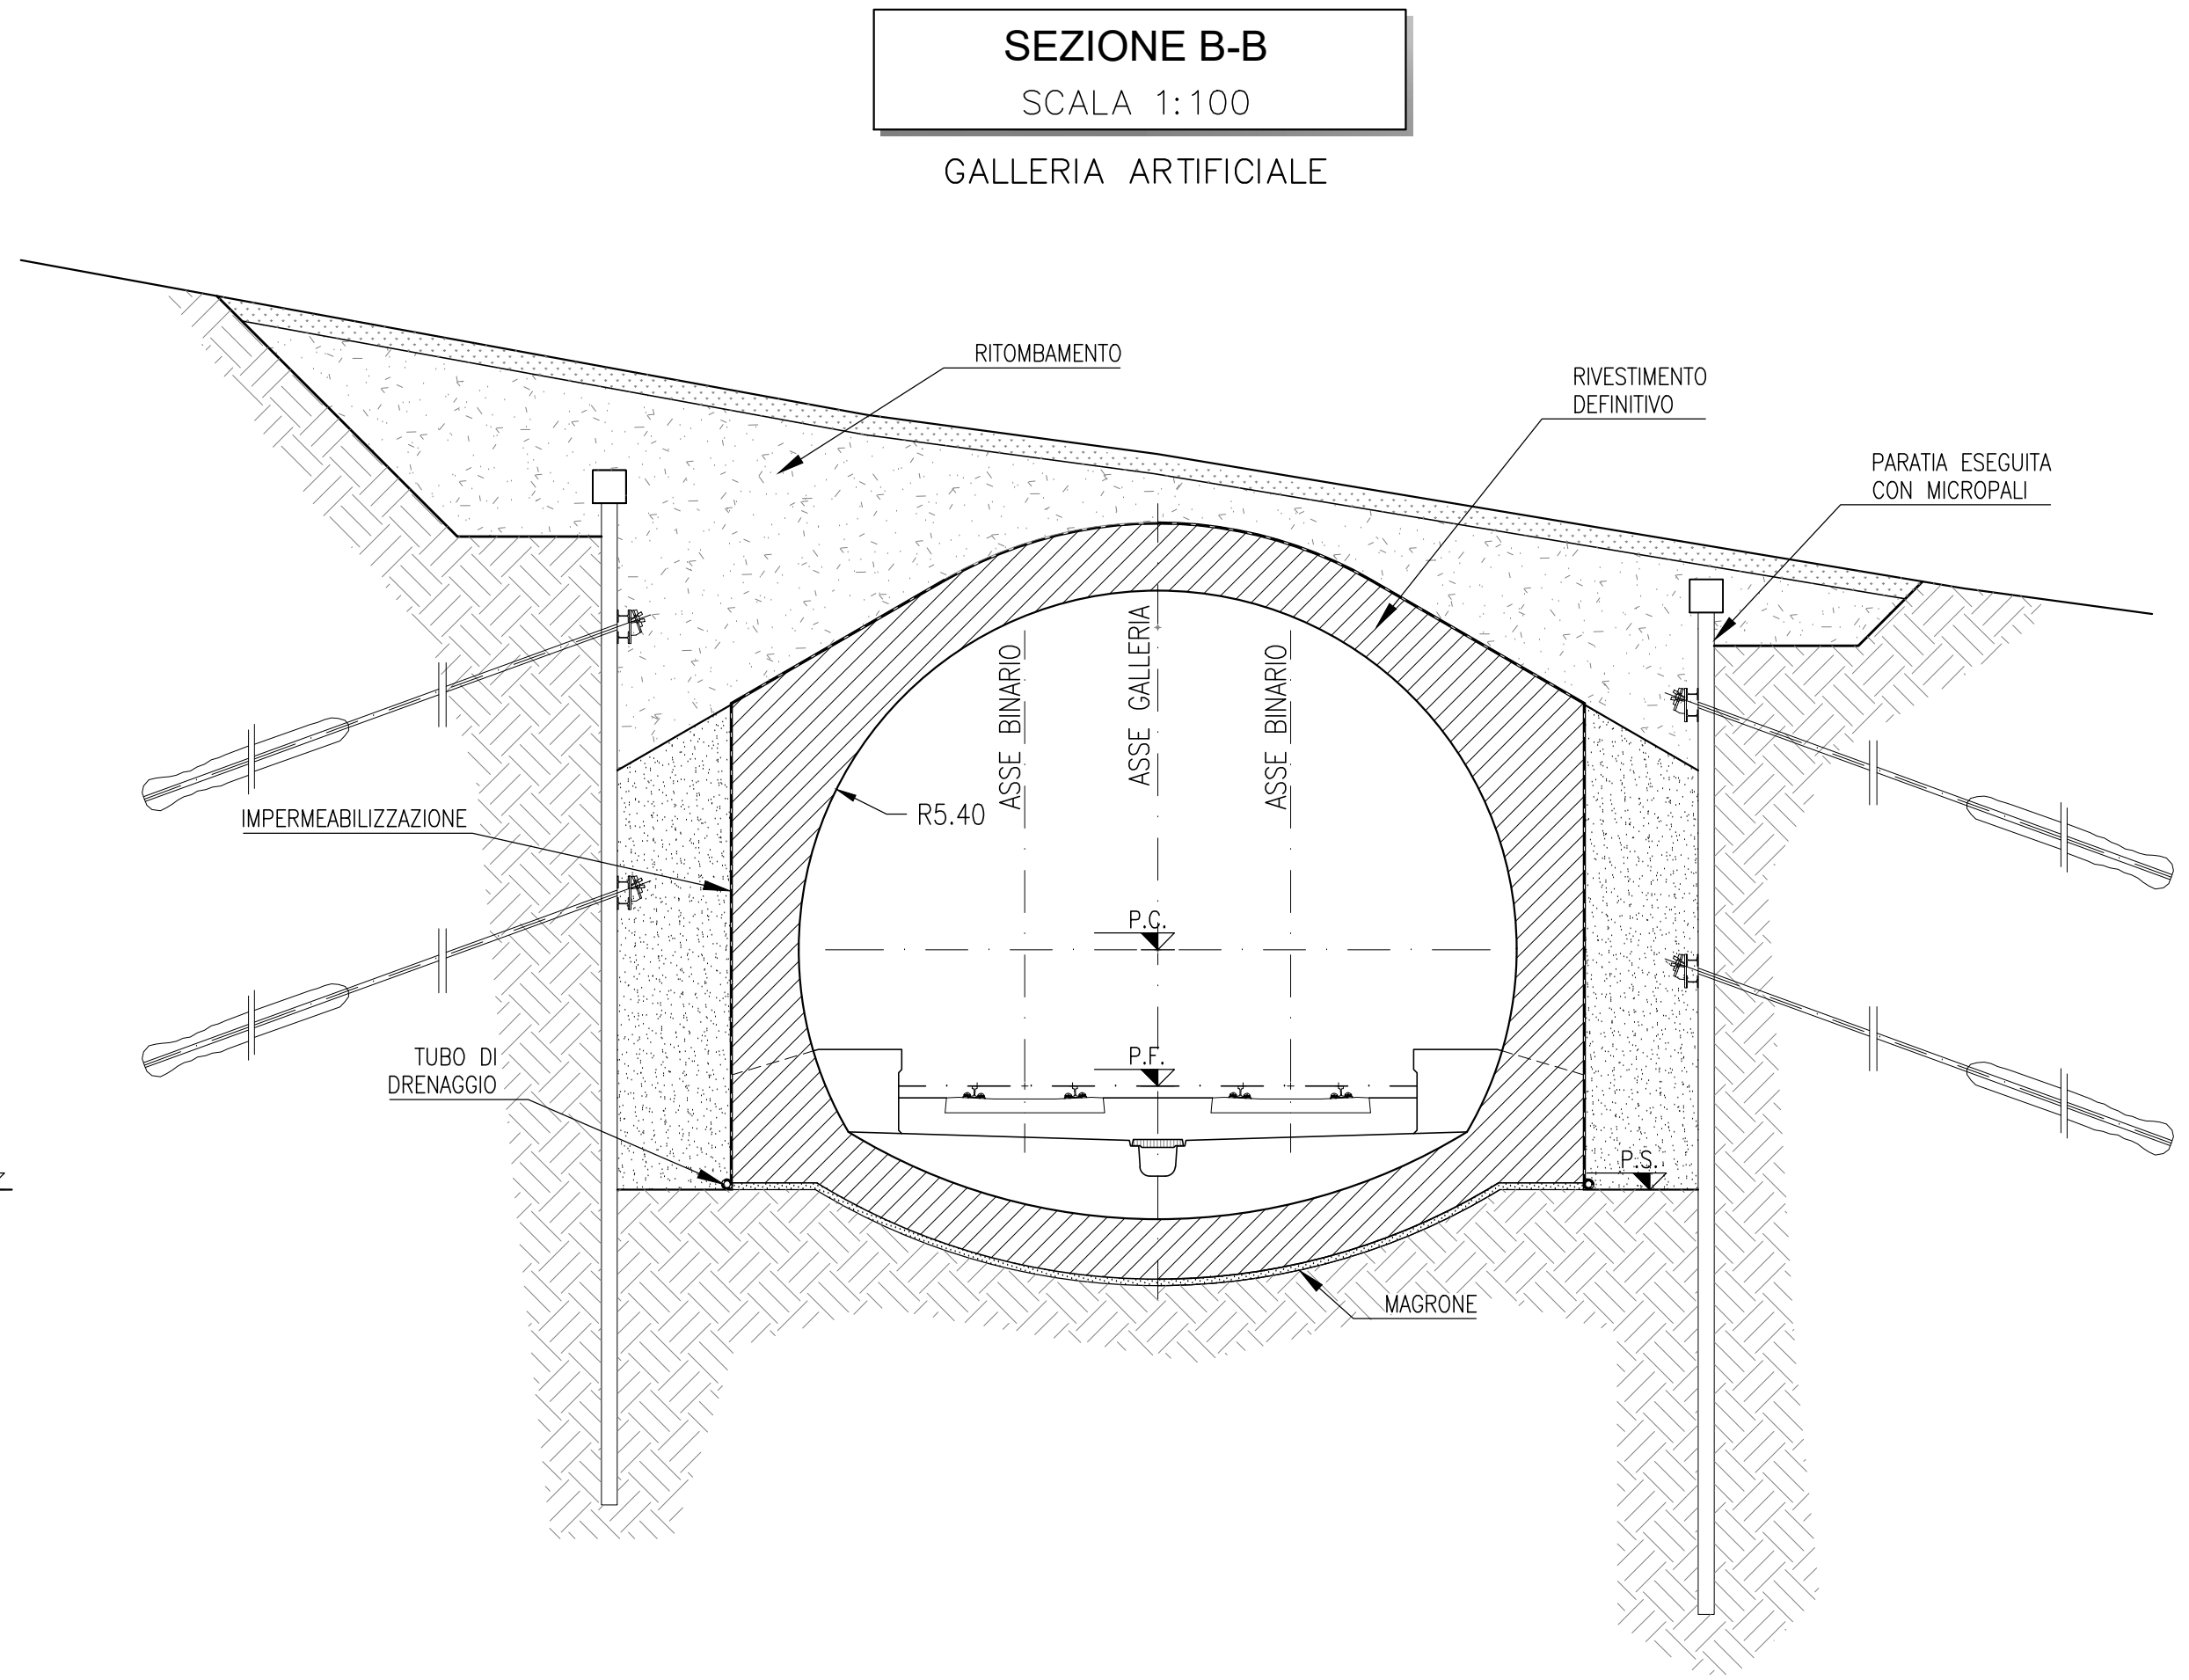 SEZIONE B-B
SCALA 1:100
GALLERIA ARTIFICIALE
RITOMBAMENTO
RIVESTIMENTO
DEFINITIVO
PARATIA ESEGUITA
CON MICROPALI
ASSE BINARIO
ASSE GALLERIA
ASSE BINARIO
R5.40
IMPERMEABILIZZAZIONE
P.C.
TUBO DI
DRENAGGIO
P.F.
P.S.
MAGRONE